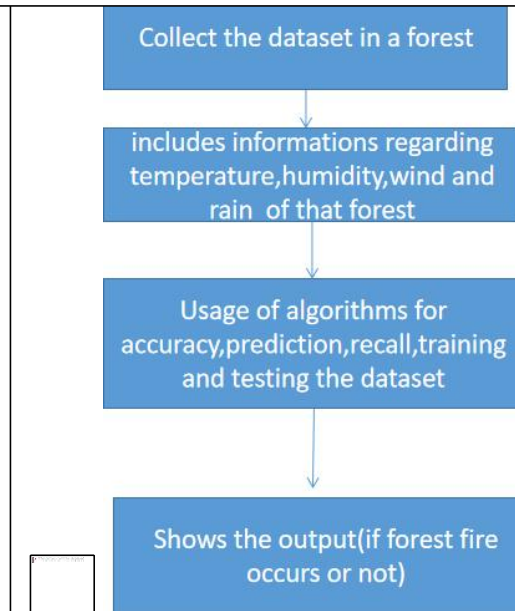 Collect the dataset in a forest
includes informations regarding
temperature,humidity,wind and
rain of that forest
Usage of algorithms for
accuracy,prediction,recall,training
and testing the dataset
Shows the output(if forest fire
occurs or not)